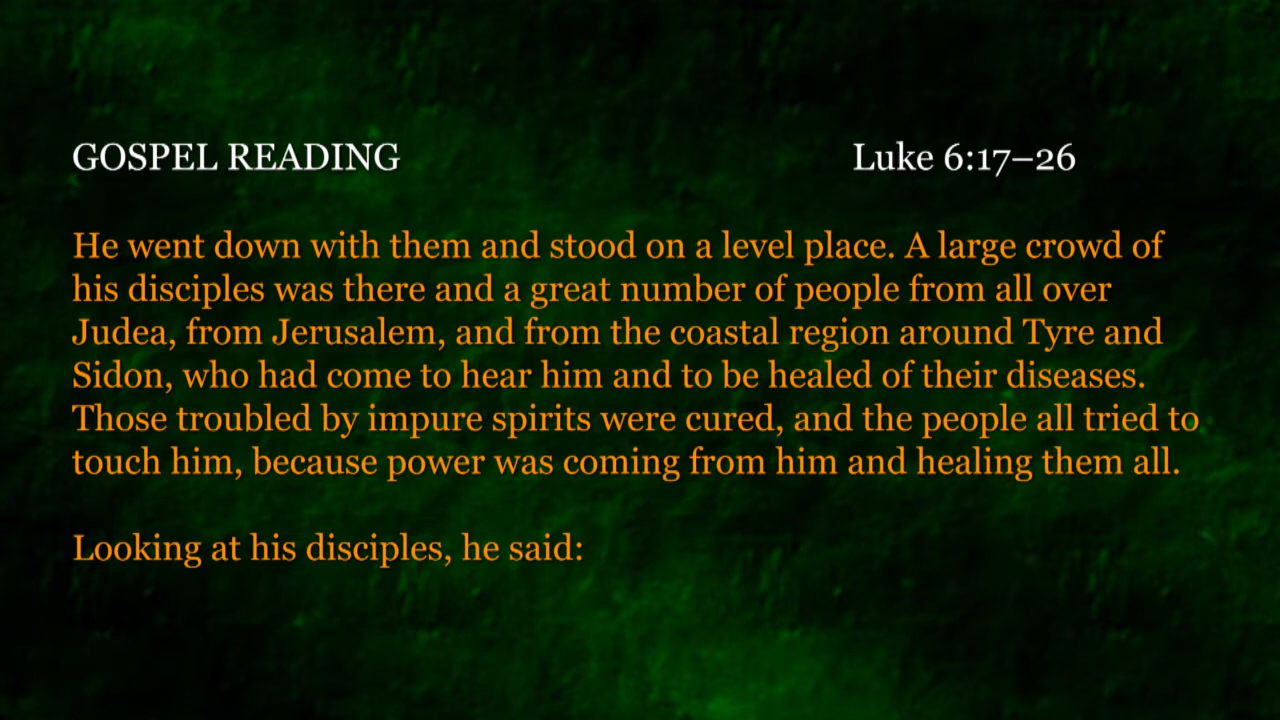 GOSPEL READING Luke 6:17–26
He went down with them and stood on a level place. A large crowd of
his disciples was there and a great number of people from all over
Judea, from Jerusalem, and from the coastal region around Tyre and
Sidon, who had come to hear him and to be healed of their diseases.
Those troubled by impure spirits were cured, and the people all tried to
touch him, because power was coming from him and healing them all.
Looking at his disciples, he said: